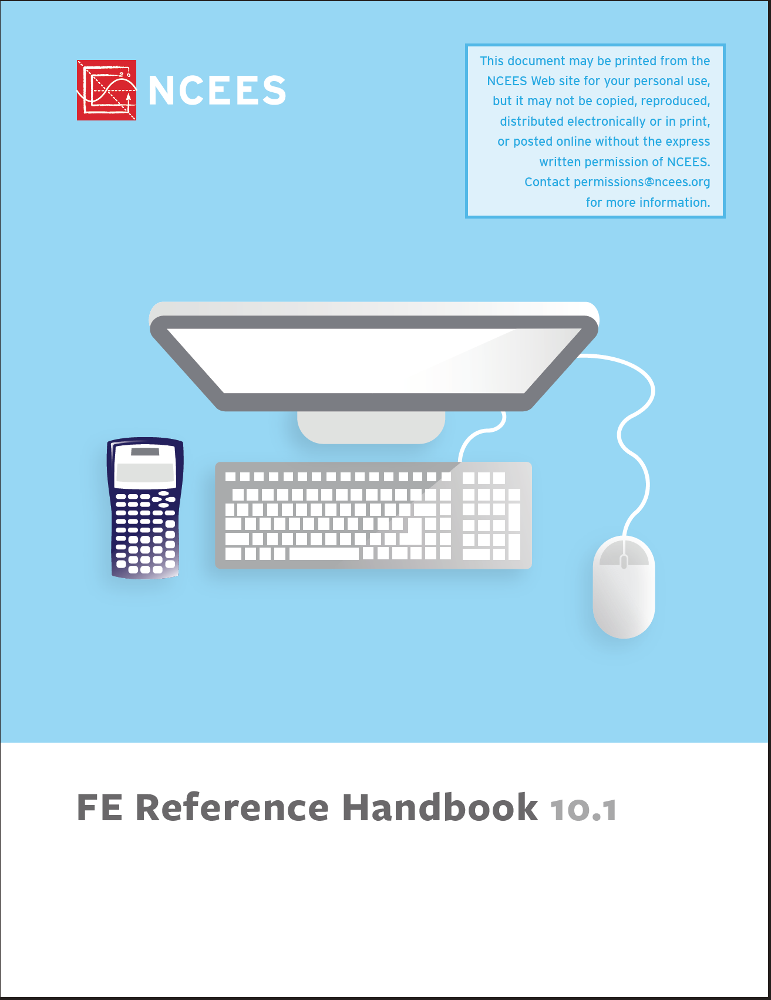 NCEES
This document may be printed from the
NCEES Web site for your personal use,
but it may not be copied, reproduced,
distributed electronically or in print,
or posted online without the express
written permission of NCEES.
Contact permissions@ncees.org
for more information.
FE Reference Handbook 10.1